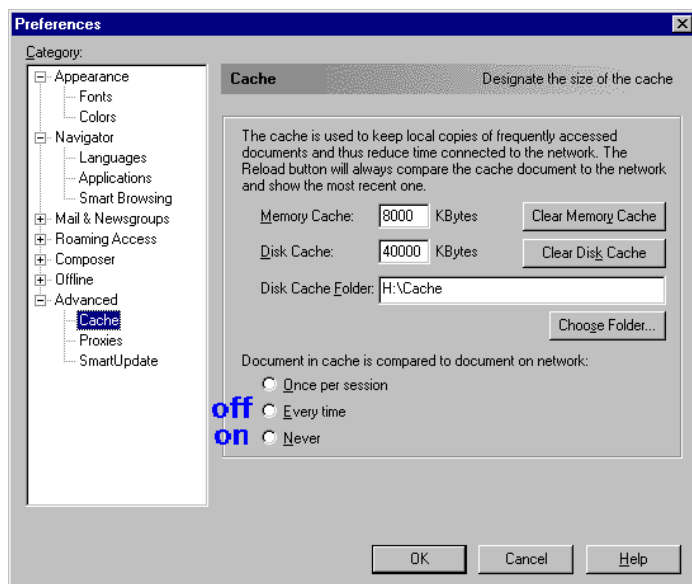 Preferences
Category:
Appearance
Fonts
Colors
Navigator
Languages
Applications
Smart Browsing
Mail & Newsgroups
Roaming Access
Composer
Offline
Advanced
Cache
Proxies
SmartUpdate
Cache Designate the size of the cache
The cache is used to keep local copies of frequently accessed
documents and thus reduce time connected to the network. The
Reload button will always compare the cache document to the network
and show the most recent one.
Memory Cache: 8000 KBytes Clear Memory Cache
Disk Cache: 40000 KBytes Clear Disk Cache
Disk Cache Folder: H:\Cache
Choose Folder...
Document in cache is compared to document on network:
Once per session
off Every time
on Never
OK Cancel Help